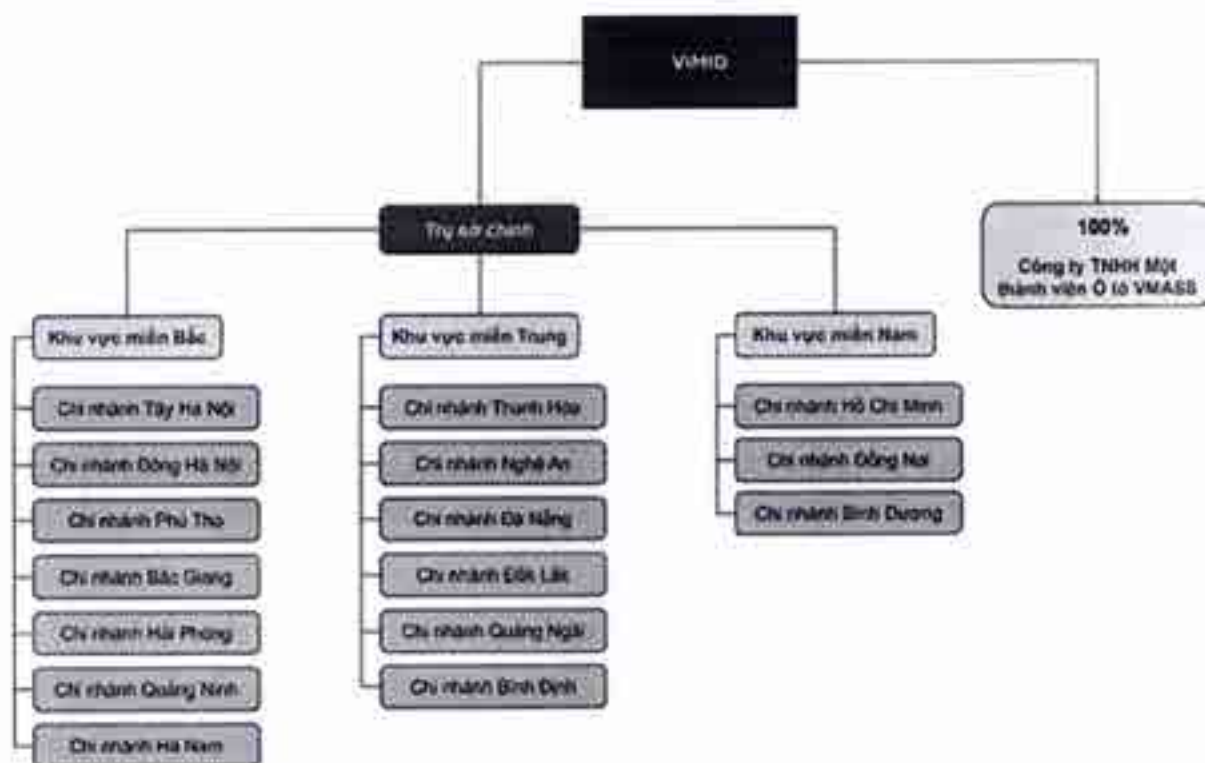 VIMID
Trụ sở chính
100%
Công ty TNHH Một
thành viên Ô tô VMASS
Khu vực miền Bắc
Chi nhánh Tây Hà Nội
Chi nhánh Đông Hà Nội
Chi nhánh Phú Thọ
Chi nhánh Bắc Giang
Chi nhánh Hải Phòng
Chi nhánh Quảng Ninh
Chi nhánh Hà Nam
Khu vực miền Trung
Chi nhánh Thanh Hóa
Chi nhánh Nghệ An
Chi nhánh Đà Nẵng
Chi nhánh Đắk Lắk
Chi nhánh Quảng Ngãi
Chi nhánh Bình Định
Khu vực miền Nam
Chi nhánh Hồ Chí Minh
Chi nhánh Đồng Nai
Chi nhánh Bình Dương